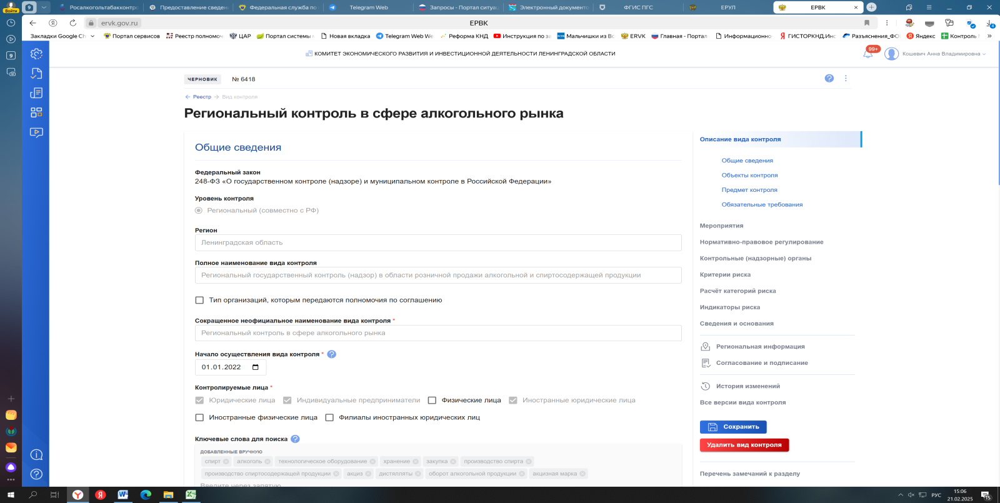 Войти
9
Росалкогольтабакконтро
Предоставление сведен
Федеральная служба по
Telegram Web
Запросы - Портал ситуац
Электронный документо
ФГИС ПГС
ЕРУЛ
ЕРВК
ervk.gov.ru
ЕРВК
Закладки Google Ch
Портал сервисов
Реестр полномоч
ЦАР
Портал системы
Новая вкладка
Telegram Web We
Реформа КНД
Инструкция по за
Мальчишки из Вс
ERVK
Главная - Портал
Информационно
ГИСТОРКНД.Инс
Разъяснения_ФО
Яндекс
Контроль
»
9
КОМИТЕТ ЭКОНОМИЧЕСКОГО РАЗВИТИЯ И ИНВЕСТИЦИОННОЙ ДЕЯТЕЛЬНОСТИ ЛЕНИНГРАДСКОЙ ОБЛАСТИ
99+
Кошевич Анна Владимировна
ЧЕРНОВИК
№ 6418
Реестр
Вид контроля
Региональный контроль в сфере алкогольного рынка
Общие сведения
Федеральный закон
248-ФЗ «О государственном контроле (надзоре) и муниципальном контроле в Российской Федерации»
Уровень контроля
Региональный (совместно с РФ)
Регион
Ленинградская область
Полное наименование вида контроля
Региональный государственный контроль (надзор) в области розничной продажи алкогольной и спиртосодержащей продукции
Тип организаций, которым передаются полномочия по соглашению
Сокращенное неофициальное наименование вида контроля *
Региональный контроль в сфере алкогольного рынка
Начало осуществления вида контроля * ?
01.01.2022
Контролируемые лица *
Юридические лица
Индивидуальные предприниматели
Физические лица
Иностранные юридические лица
Иностранные физические лица
Филиалы иностранных юридических лиц
Ключевые слова для поиска ?
ДОБАВЛЕННЫЕ ВРУЧНУЮ
спирт
алкоголь
технологическое оборудование
хранение
закупка
производство спирта
производство спиртосодержащей продукции
акциз
дистилляты
оборот алкогольной продукции
акцизная марка
Введите через запятую
Описание вида контроля
Общие сведения
Объекты контроля
Предмет контроля
Обязательные требования
Мероприятия
Нормативно-правовое регулирование
Контрольные (надзорные) органы
Критерии риска
Расчёт категорий риска
Индикаторы риска
Сведения и основания
Региональная информация
Согласование и подписание
История изменений
Все версии вида контроля
Сохранить
Удалить вид контроля
Перечень замечаний к разделу
РУС
15:06
21.02.2025
15